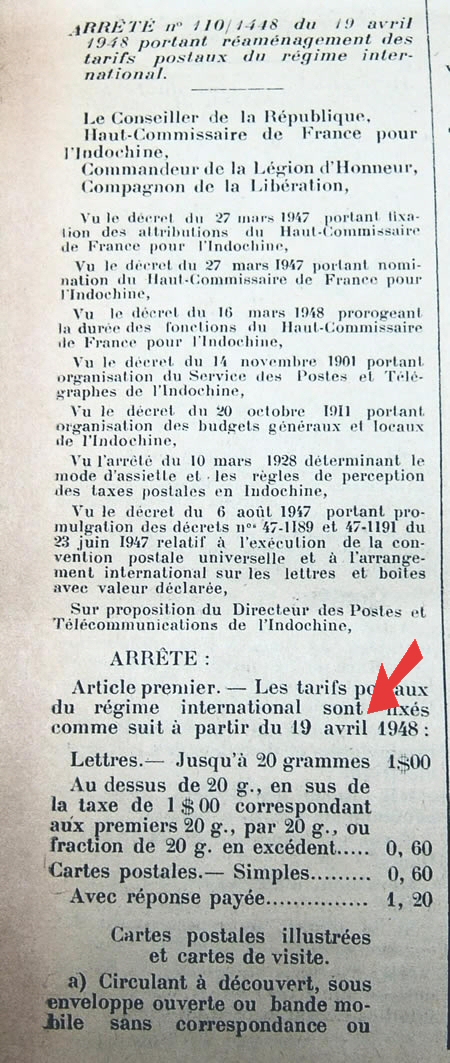 ARRÊTÉ nº 110/1448 du 19 avril
1948 portant réaménagement des
tarifs postaux du régime inter-
national.
Le Conseiller de la République,
Haut-Commissaire de France pour
l'Indochine,
Commandeur de la Légion d'Honneur,
Compagnon de la Libération,
Vu le décret du 27 mars 1947 portant fixa-
tion des attributions du Haut-Commissaire
de France pour l'Indochine,
Vu le décret du 27 mars 1947 portant nomi-
nation du Haut-Commissaire de France pour
l'Indochine,
Vu le décret du 16 mars 1948 prorogeant
la durée des fonctions du Haut-Commissaire
de France pour l'Indochine,
Vu le décret du 14 novembre 1901 portant
organisation du Service des Postes et Télé-
graphes de l'Indochine,
Vu le décret du 20 octobre 1911 portant
organisation des budgets généraux et locaux
de l'Indochine,
Vu l'arrêté du 10 mars 1928 déterminant le
mode d'assiette et les règles de perception
des taxes postales en Indochine,
Vu le décret du 6 août 1947 portant pro-
mulgation des décrets nos 47-1189 et 47-1191 du
23 juin 1947 relatif à l'exécution de la con-
vention postale universelle et à l'arrange-
ment international sur les lettres et boîtes
avec valeur déclarée,
Sur proposition du Directeur des Postes et
Télécommunications de l'Indochine,
ARRÊTE :
Article premier. — Les tarifs postaux
du régime international sont fixés
comme suit à partir du 19 avril 1948 :
Lettres.— Jusqu'à 20 grammes 1$00
Au dessus de 20 g., en sus de
la taxe de 1$00 correspondant
aux premiers 20 g., par 20 g., ou
fraction de 20 g. en excédent..... 0, 60
Cartes postales.— Simples......... 0, 60
Avec réponse payée............... 1, 20
Cartes postales illustrées
et cartes de visite.
a) Circulant à découvert, sous
enveloppe ouverte ou bande mo-
bile sans correspondance ou